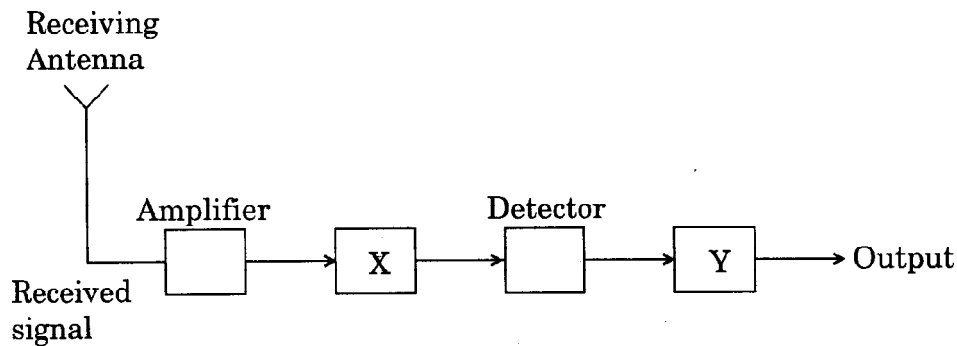 Receiving
Antenna
Amplifier
Detector
X
Y
Output
Received
signal